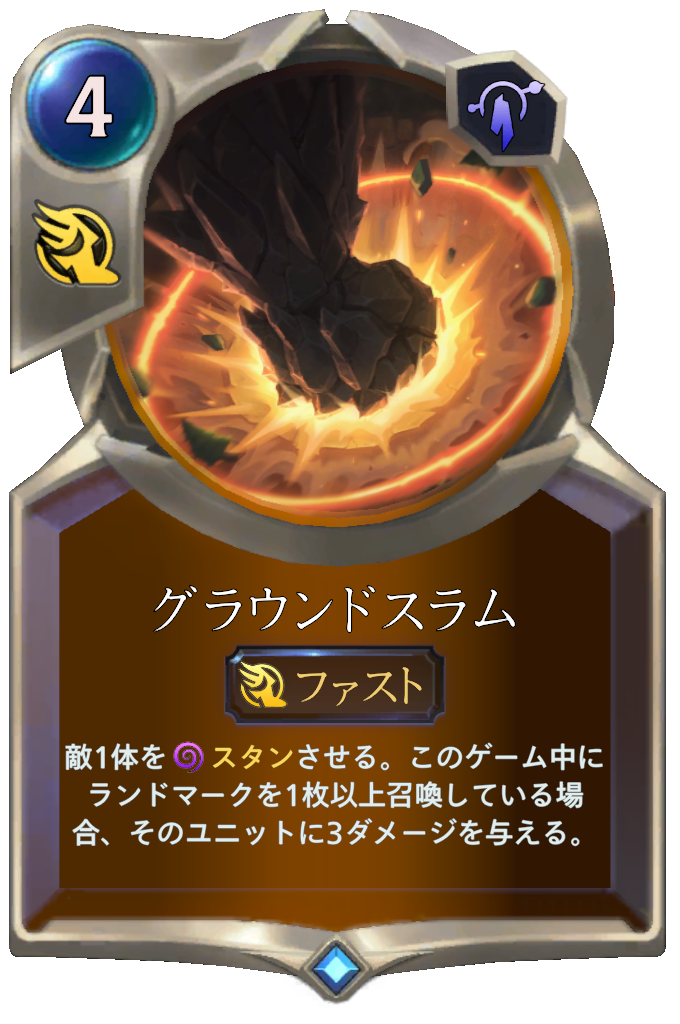 4
グラウンドスラム
ファスト
敵1体をスタンさせる。このゲーム中に
ランドマークを1枚以上召喚している場
合、そのユニットに3ダメージを与える。